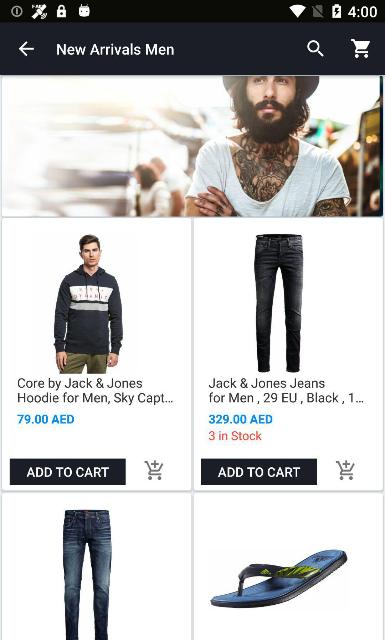 4:00
New Arrivals Men
Core by Jack & Jones
Hoodie for Men, Sky Capt...
79.00 AED
Jack & Jones Jeans
for Men , 29 EU , Black , 1...
329.00 AED
3 in Stock
ADD TO CART
ADD TO CART